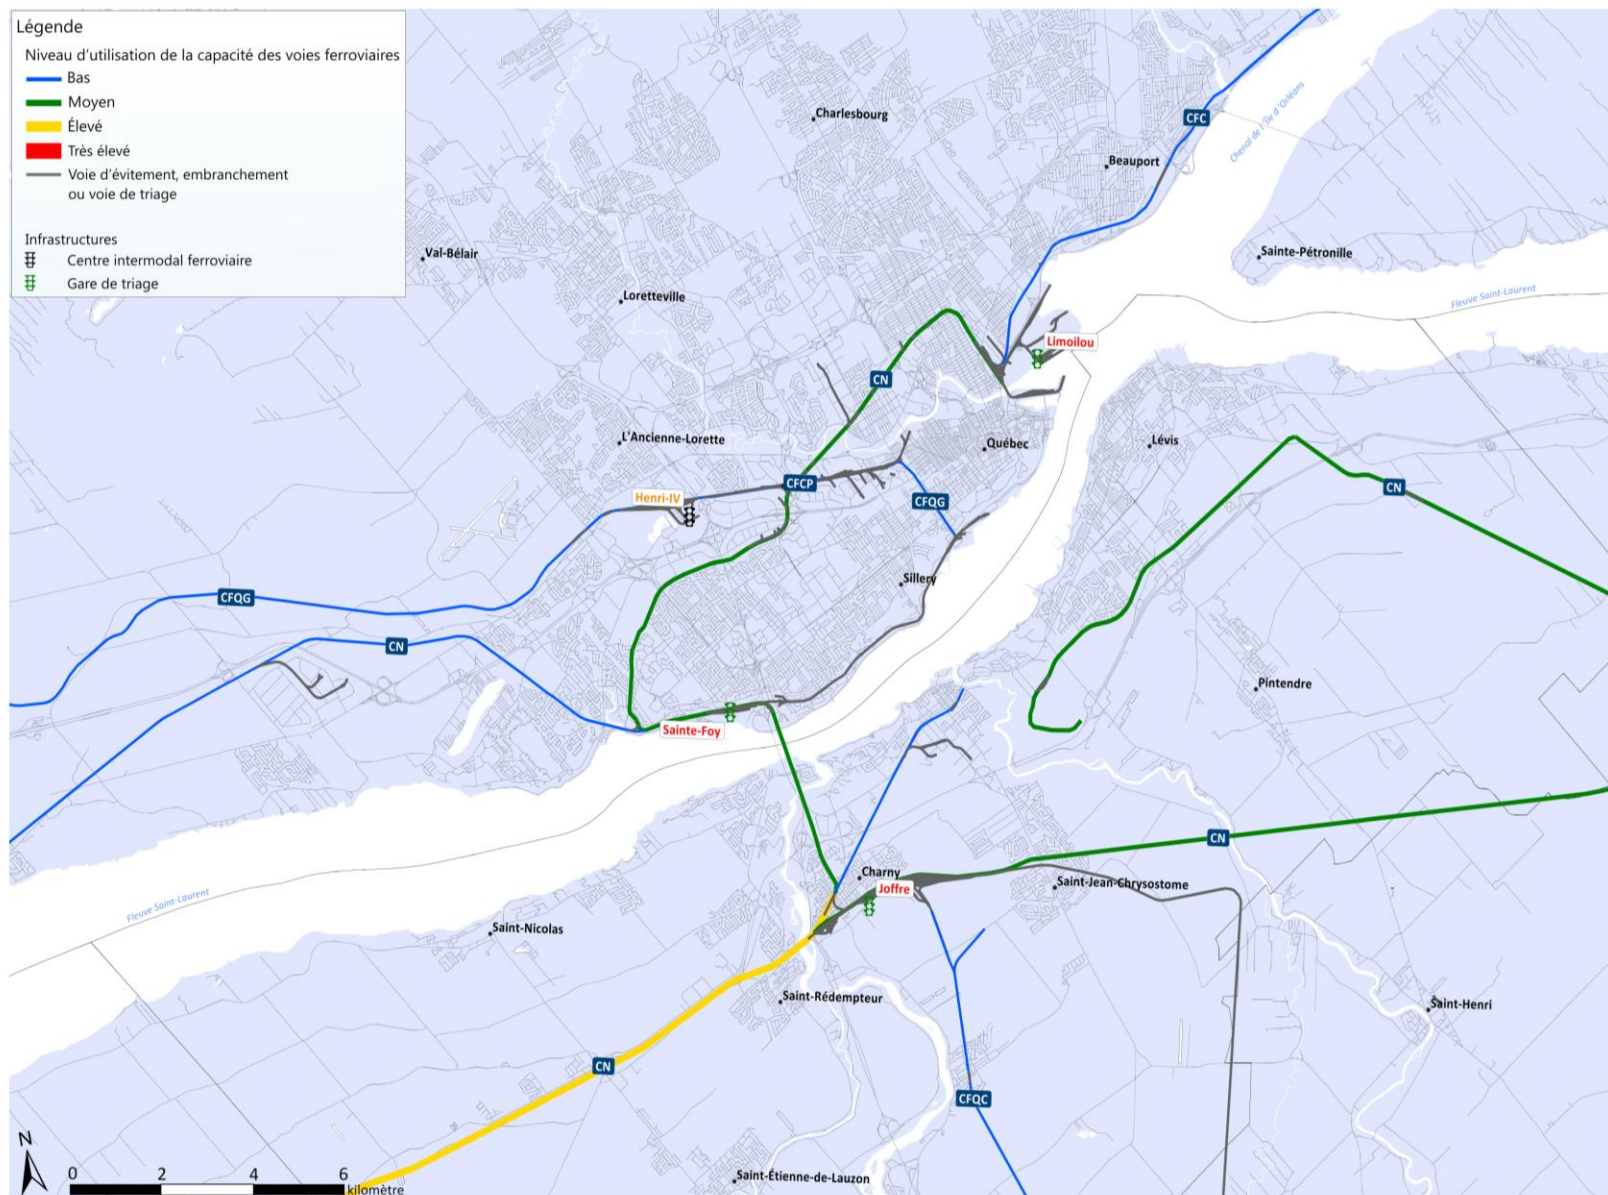 Légende
Niveau d'utilisation de la capacité des voies ferroviaires
Bas
Moyen
Élevé
Très élevé
Voie d'évitement, embranchement
ou voie de triage
Infrastructures
Centre intermodal ferroviaire
Gare de triage
Charlesbourg
CFC
Chenal de l'Île d'Orléans
Beauport
Val-Bélair
Sainte-Pétronille
Loretteville
Fleuve Saint-Laurent
Limoilou
CN
L'Ancienne-Lorette
Québec
Lévis
CFCP
CN
Henri-IV
CFQG
Sillery
CFQG
CN
Pintendre
Sainte-Foy
CN
Charny
Joffre
Saint-Jean-Chrysostome
Fleuve Saint-Laurent
Saint-Nicolas
Saint-Rédempteur
Saint-Henri
CN
CFQC
N
0 2 4 6
kilomètre
Saint-Étienne-de-Lauzon